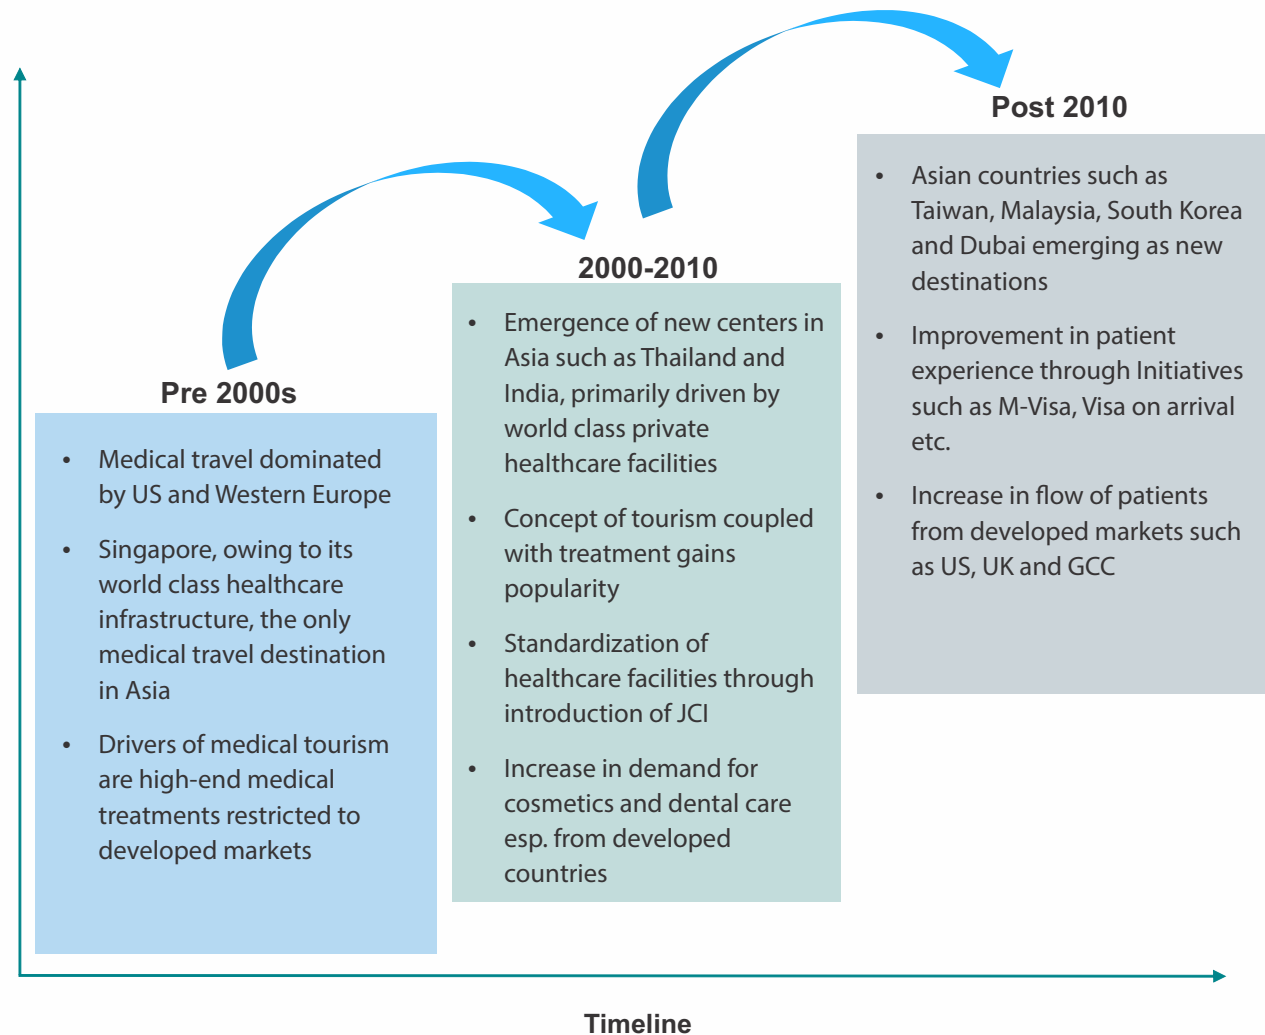 Pre 2000s
• Medical travel dominated
by US and Western Europe
• Singapore, owing to its
world class healthcare
infrastructure, the only
medical travel destination
in Asia
• Drivers of medical tourism
are high-end medical
treatments restricted to
developed markets
2000-2010
• Emergence of new centers in
Asia such as Thailand and
India, primarily driven by
world class private
healthcare facilities
• Concept of tourism coupled
with treatment gains
popularity
• Standardization of
healthcare facilities through
introduction of JCI
• Increase in demand for
cosmetics and dental care
esp. from developed
countries
Post 2010
• Asian countries such as
Taiwan, Malaysia, South Korea
and Dubai emerging as new
destinations
• Improvement in patient
experience through Initiatives
such as M-Visa, Visa on arrival
etc.
• Increase in flow of patients
from developed markets such
as US, UK and GCC
Timeline